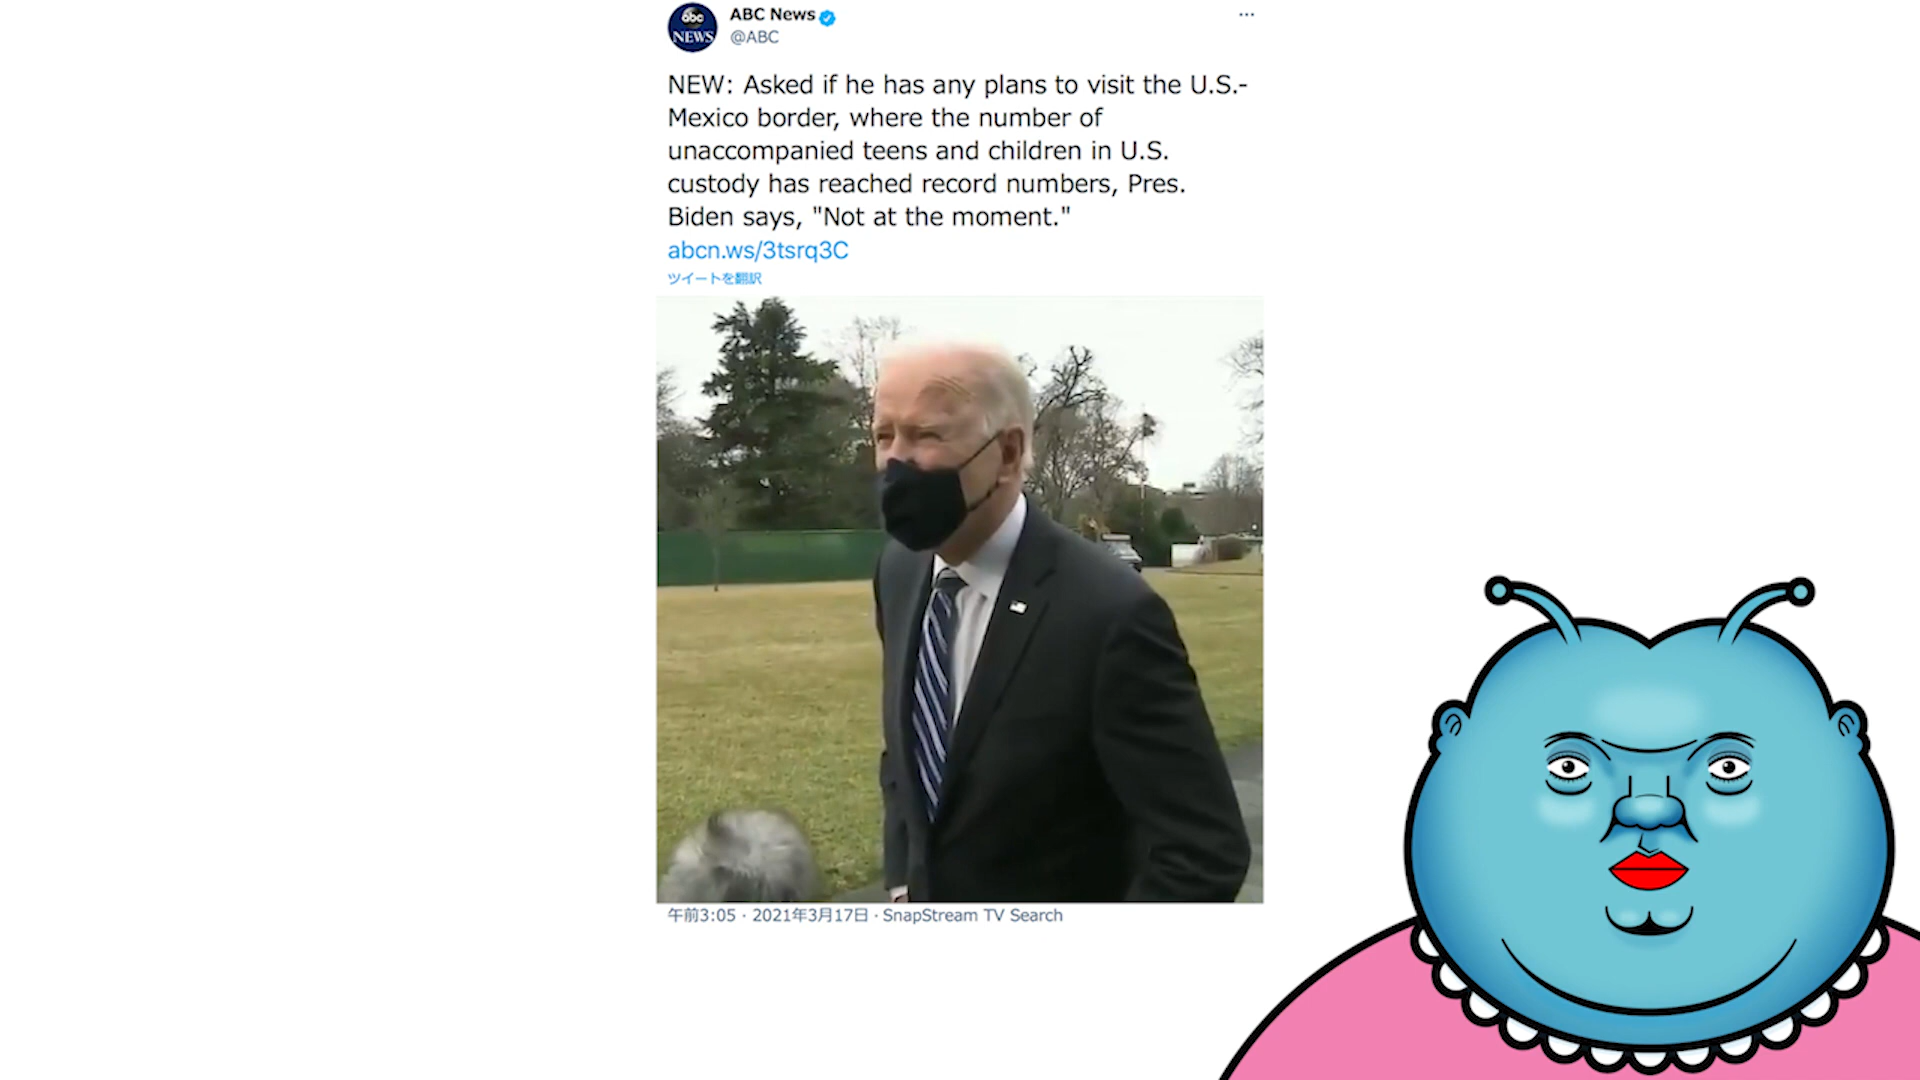 abc
NEWS
ABC News
@ABC
NEW: Asked if he has any plans to visit the U.S.-
Mexico border, where the number of
unaccompanied teens and children in U.S.
custody has reached record numbers, Pres.
Biden says, "Not at the moment."
abcn.ws/3tsrq3C
ツイートを翻訳
午前3:05 · 2021年3月17日 · SnapStream TV Search